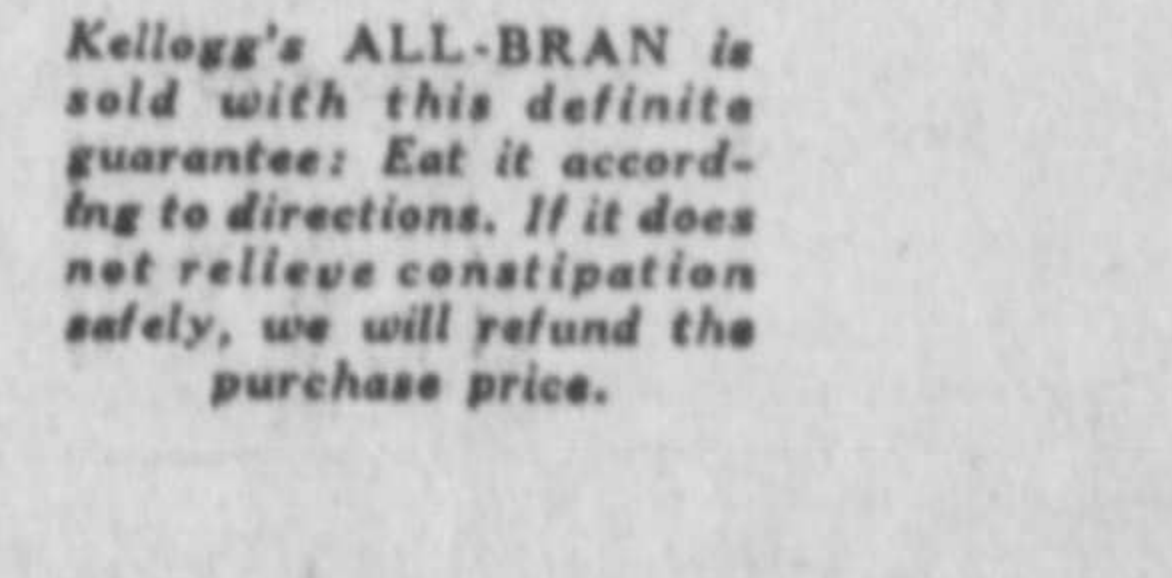 Kellogg's ALL-BRAN is
sold with this definite
guarantee: Eat it accord-
ing to directions. If it does
not relieve constipation
safely, we will refund the
purchase price.